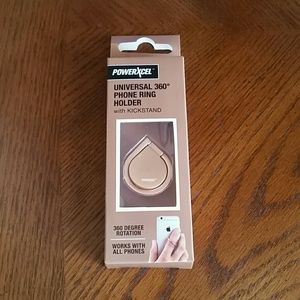 POWERXCEL
UNIVERSAL 360°
PHONE RING
HOLDER
with KICKSTAND
360 DEGREE
ROTATION
WORKS WITH
ALL PHONES